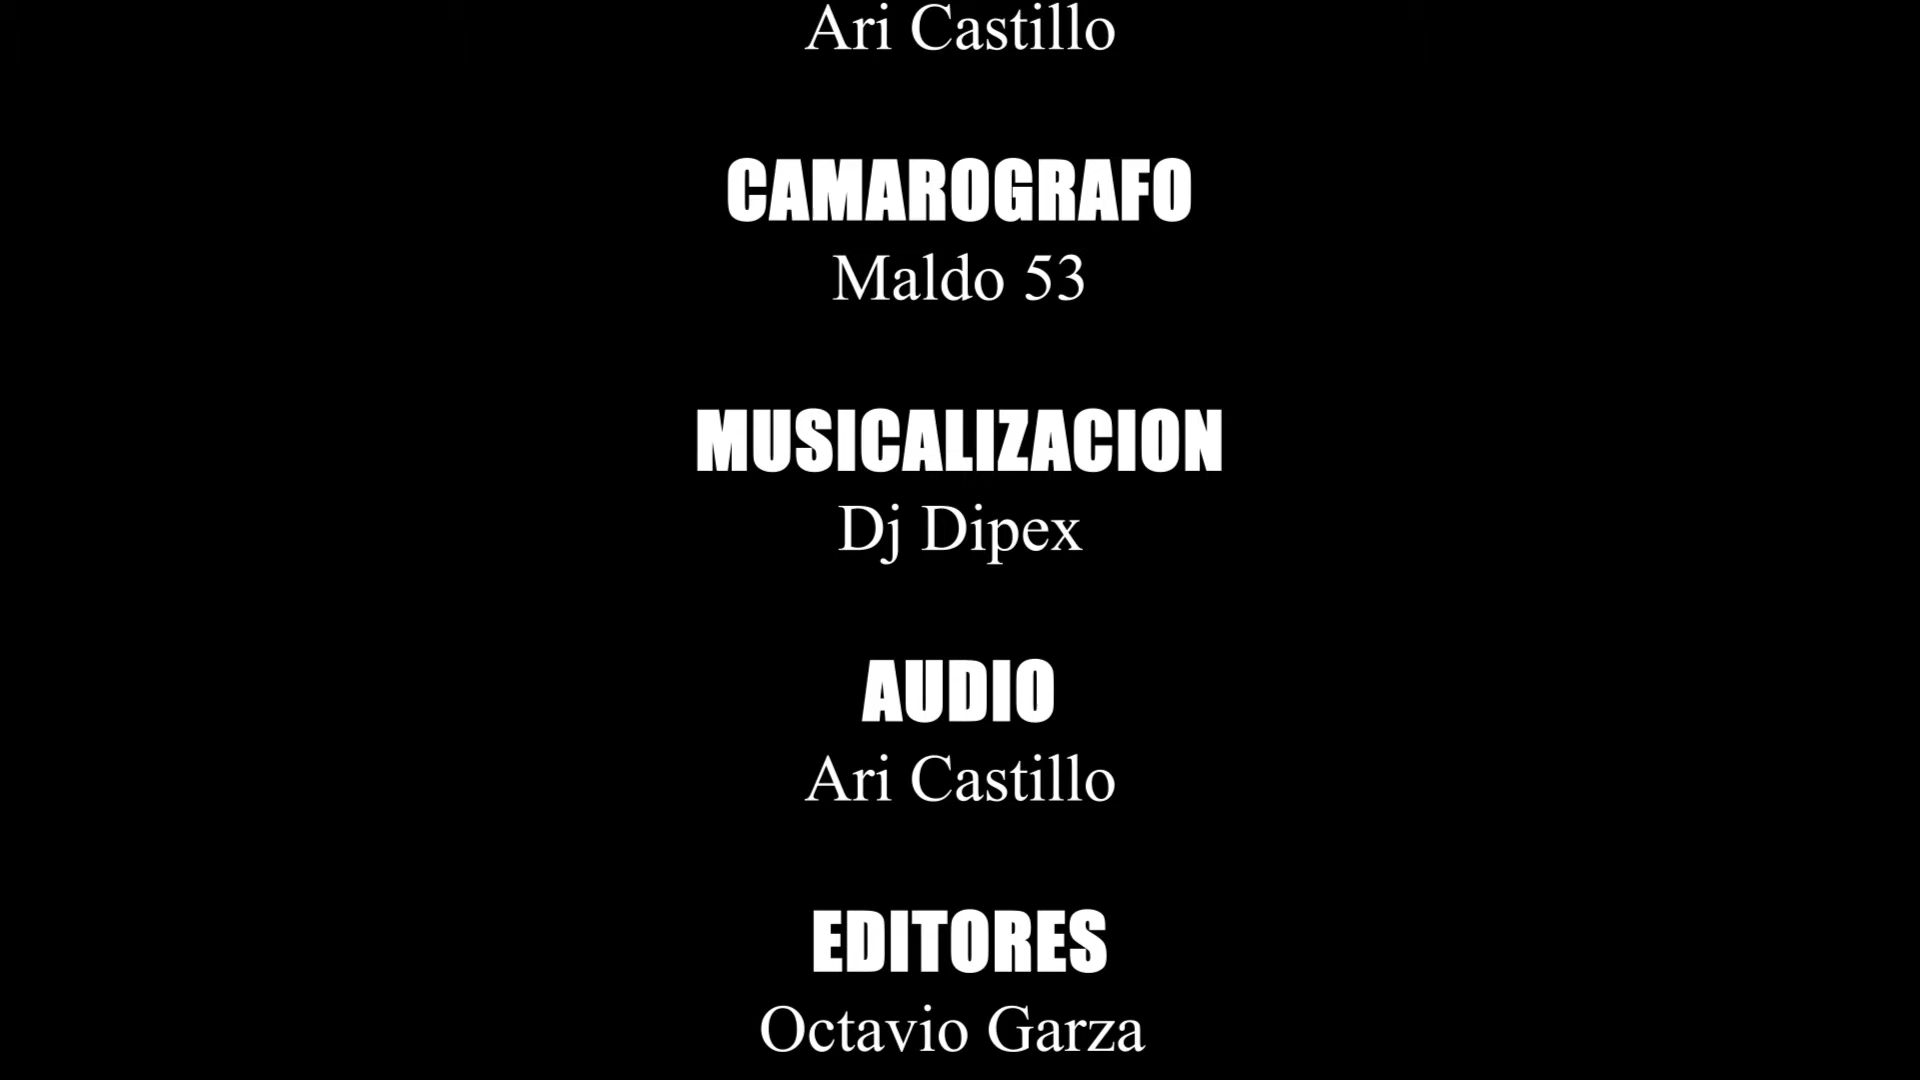 Ari Castillo
CAMAROGRAFO
Maldo 53
MUSICALIZACION
Dj Dipex
AUDIO
Ari Castillo
EDITORES
Octavio Garza